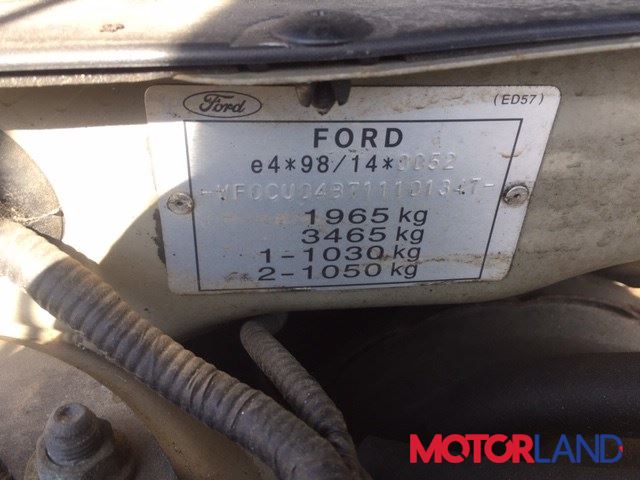 Ford
(ED57)
FORD
e4*98/14*0052
1965 kg
3465 kg
1-1030 kg
2-1050 kg
MOTORLAND